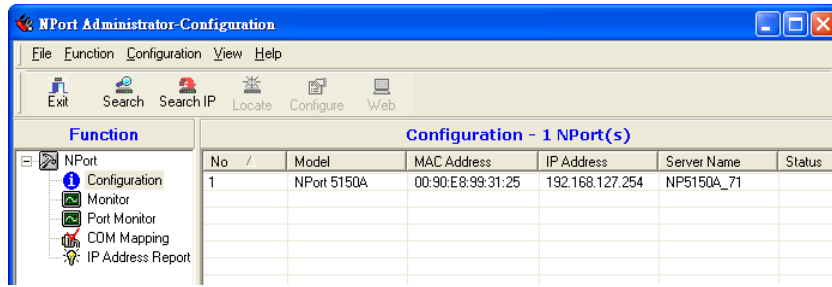 NPort Administrator-Configuration
File Function Configuration View Help
Exit Search Search IP Locate Configure Web
Function
Configuration - 1 NPort(s)
NPort
Configuration
Monitor
Port Monitor
COM Mapping
IP Address Report
No Model MAC Address IP Address Server Name Status
1 NPort 5150A 00:90:E8:99:31:25 192.168.127.254 NP5150A_71